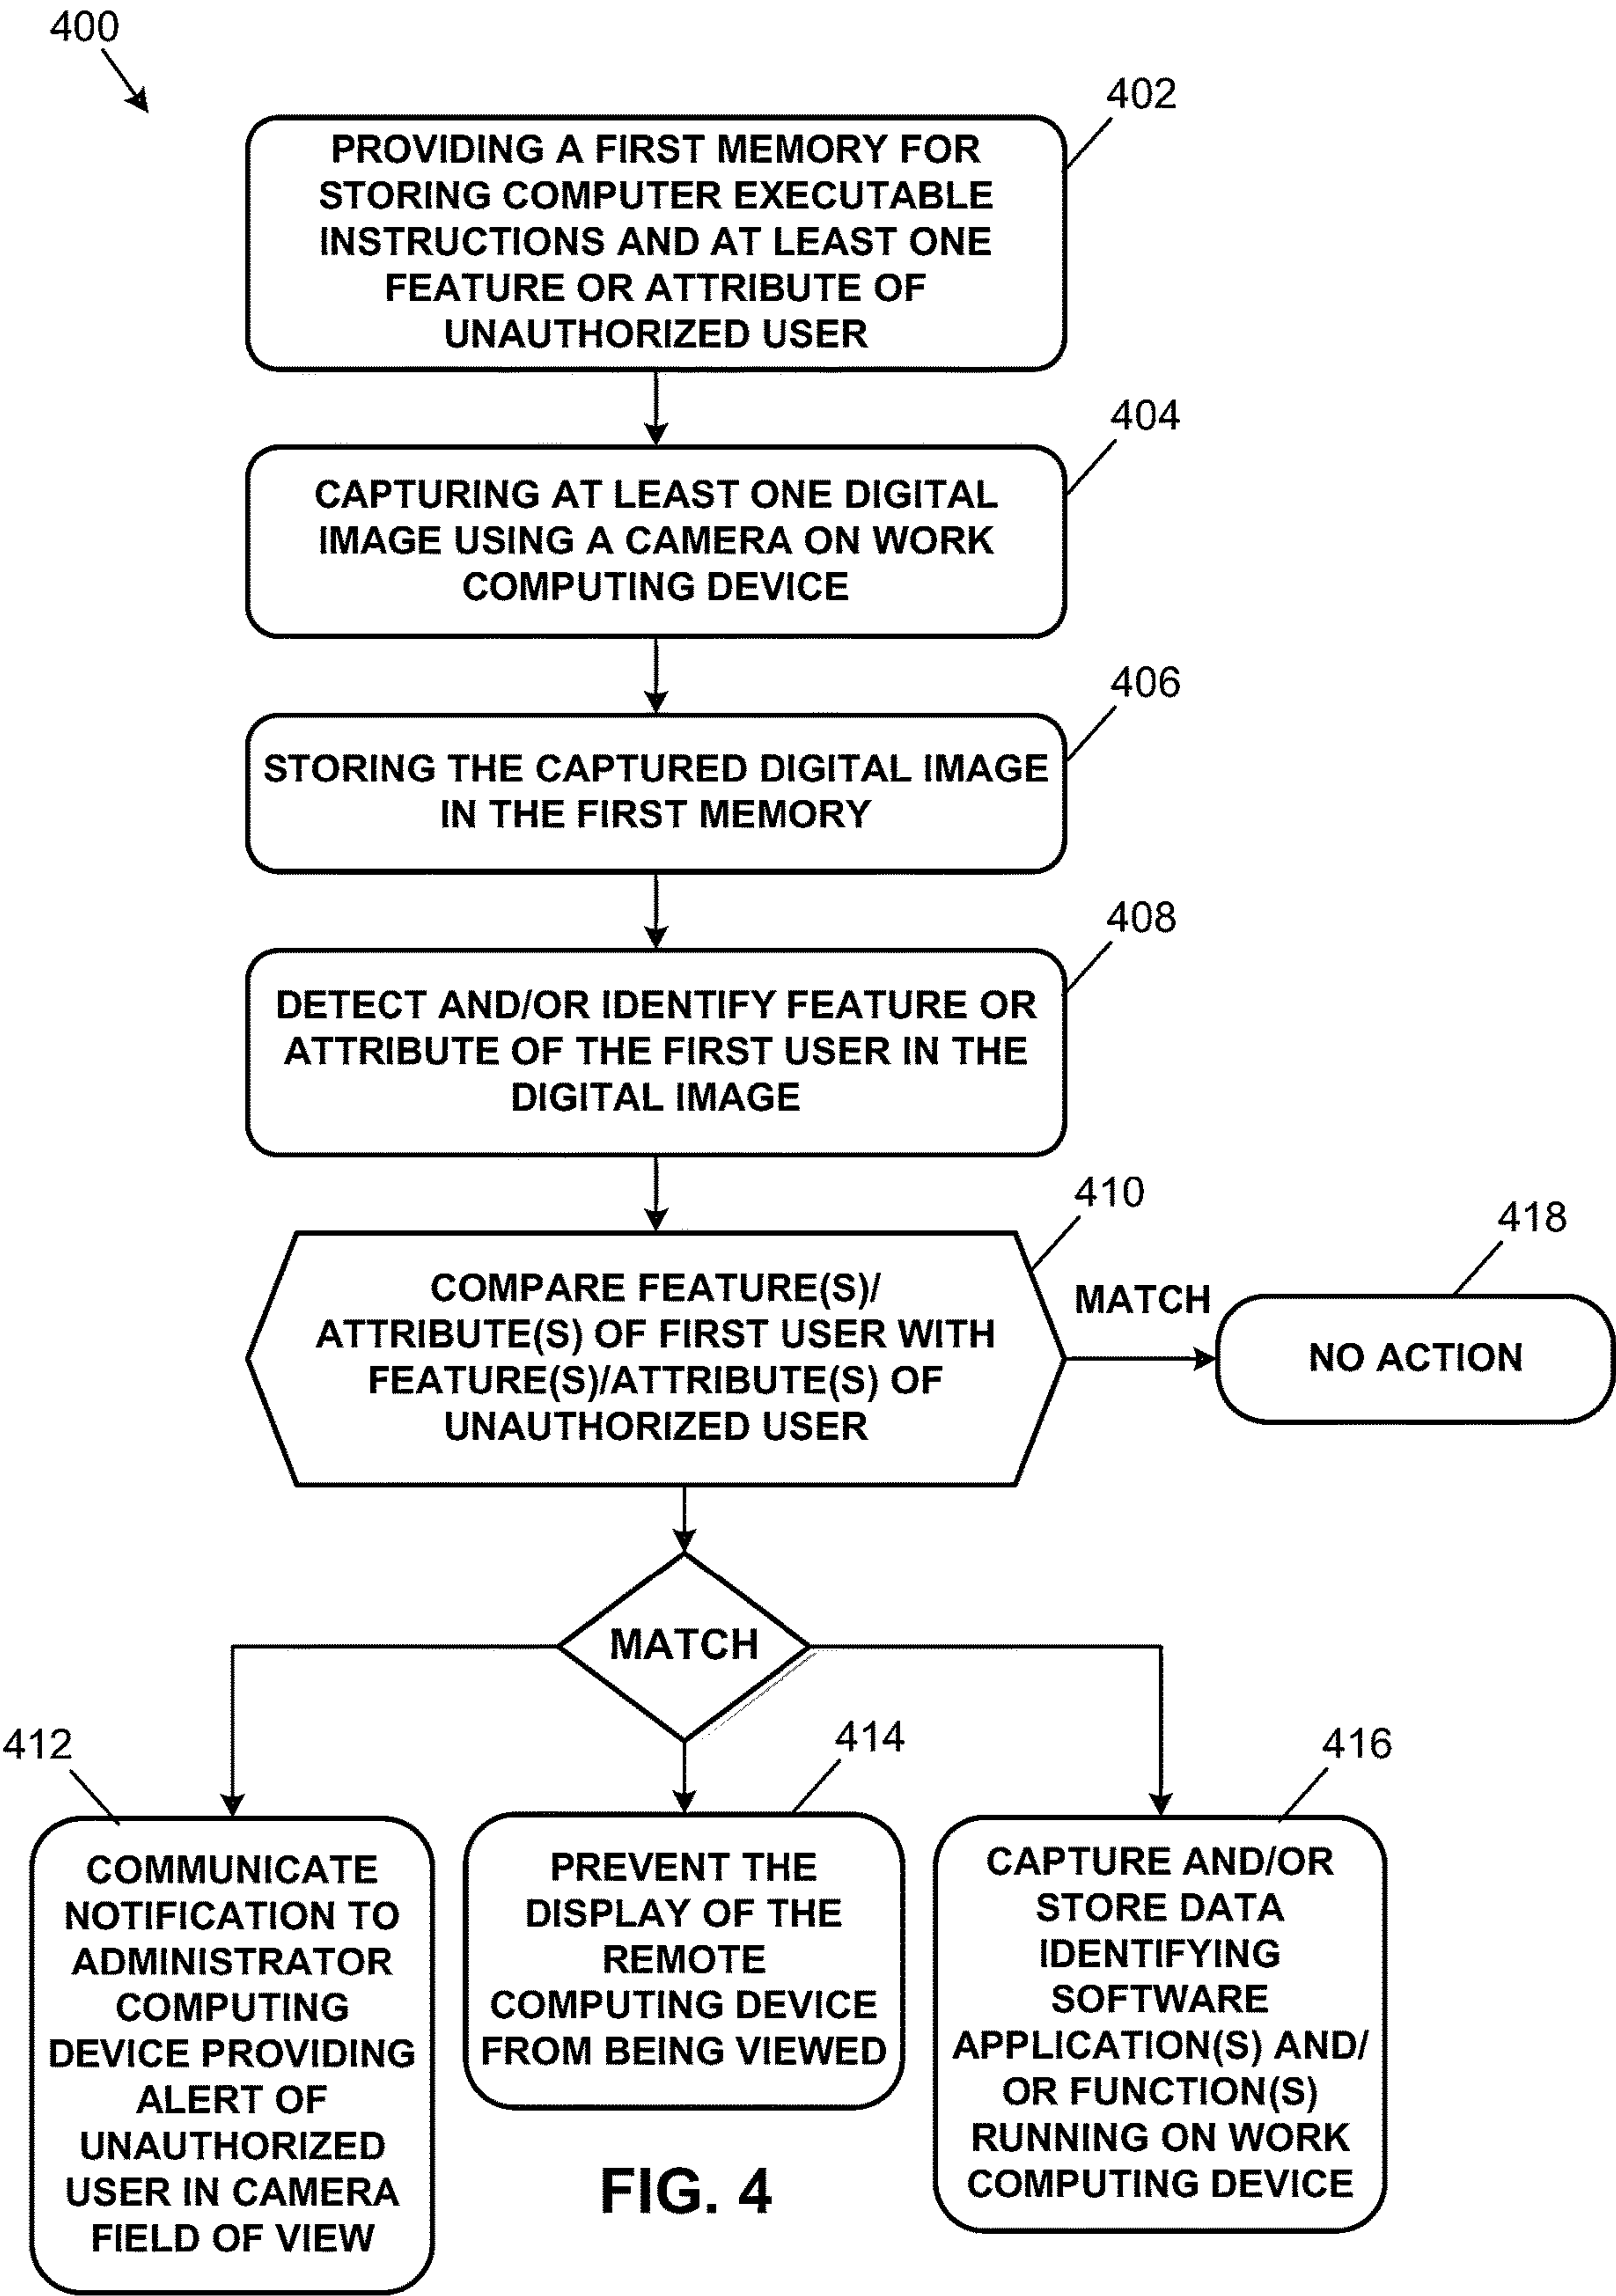 400
402
PROVIDING A FIRST MEMORY FOR
STORING COMPUTER EXECUTABLE
INSTRUCTIONS AND AT LEAST ONE
FEATURE OR ATTRIBUTE OF
UNAUTHORIZED USER
404
CAPTURING AT LEAST ONE DIGITAL
IMAGE USING A CAMERA ON WORK
COMPUTING DEVICE
406
STORING THE CAPTURED DIGITAL IMAGE
IN THE FIRST MEMORY
408
DETECT AND/OR IDENTIFY FEATURE OR
ATTRIBUTE OF THE FIRST USER IN THE
DIGITAL IMAGE
410
COMPARE FEATURE(S)/
ATTRIBUTE(S) OF FIRST USER WITH
FEATURE(S)/ATTRIBUTE(S) OF
UNAUTHORIZED USER
MATCH
418
NO ACTION
MATCH
412
COMMUNICATE
NOTIFICATION TO
ADMINISTRATOR
COMPUTING
DEVICE PROVIDING
ALERT OF
UNAUTHORIZED
USER IN CAMERA
FIELD OF VIEW
414
PREVENT THE
DISPLAY OF THE
REMOTE
COMPUTING DEVICE
FROM BEING VIEWED
416
CAPTURE AND/OR
STORE DATA
IDENTIFYING
SOFTWARE
APPLICATION(S) AND/
OR FUNCTION(S)
RUNNING ON WORK
COMPUTING DEVICE
FIG. 4